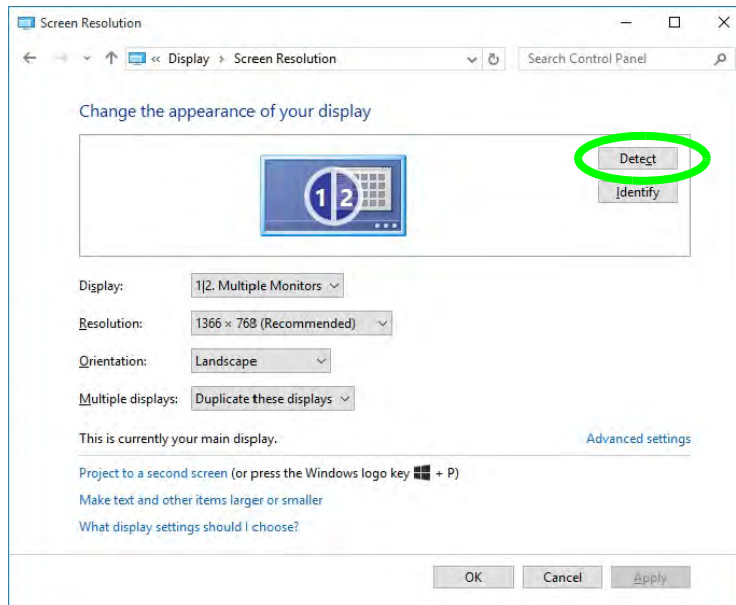 Screen Resolution
« Display › Screen Resolution
Search Control Panel
Change the appearance of your display
Detect
1 2
Identify
Display: 1|2. Multiple Monitors
Resolution: 1366 × 768 (Recommended)
Orientation: Landscape
Multiple displays: Duplicate these displays
This is currently your main display. Advanced settings
Project to a second screen (or press the Windows logo key + P)
Make text and other items larger or smaller
What display settings should I choose?
OK Cancel Apply